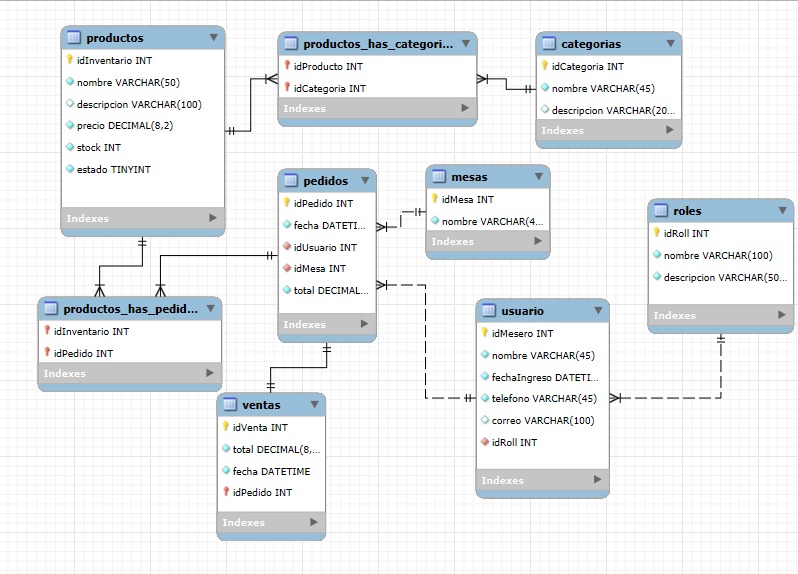 productos
idInventario INT
nombre VARCHAR(50)
descripcion VARCHAR(100)
precio DECIMAL(8,2)
stock INT
estado TINYINT
Indexes
productos_has_categori...
idProducto INT
idCategoria INT
Indexes
categorias
idCategoria INT
nombre VARCHAR(45)
descripcion VARCHAR(20...
Indexes
pedidos
idPedido INT
fecha DATETI...
idUsuario INT
idMesa INT
total DECIMAL...
Indexes
mesas
idMesa INT
nombre VARCHAR(4...
Indexes
roles
idRoll INT
nombre VARCHAR(100)
descripcion VARCHAR(50...
Indexes
productos_has_pedid...
idInventario INT
idPedido INT
Indexes
usuario
idMesero INT
nombre VARCHAR(45)
fechaIngreso DATETI...
telefono VARCHAR(45)
correo VARCHAR(100)
idRoll INT
Indexes
ventas
idVenta INT
total DECIMAL(8,...
fecha DATETIME
idPedido INT
Indexes